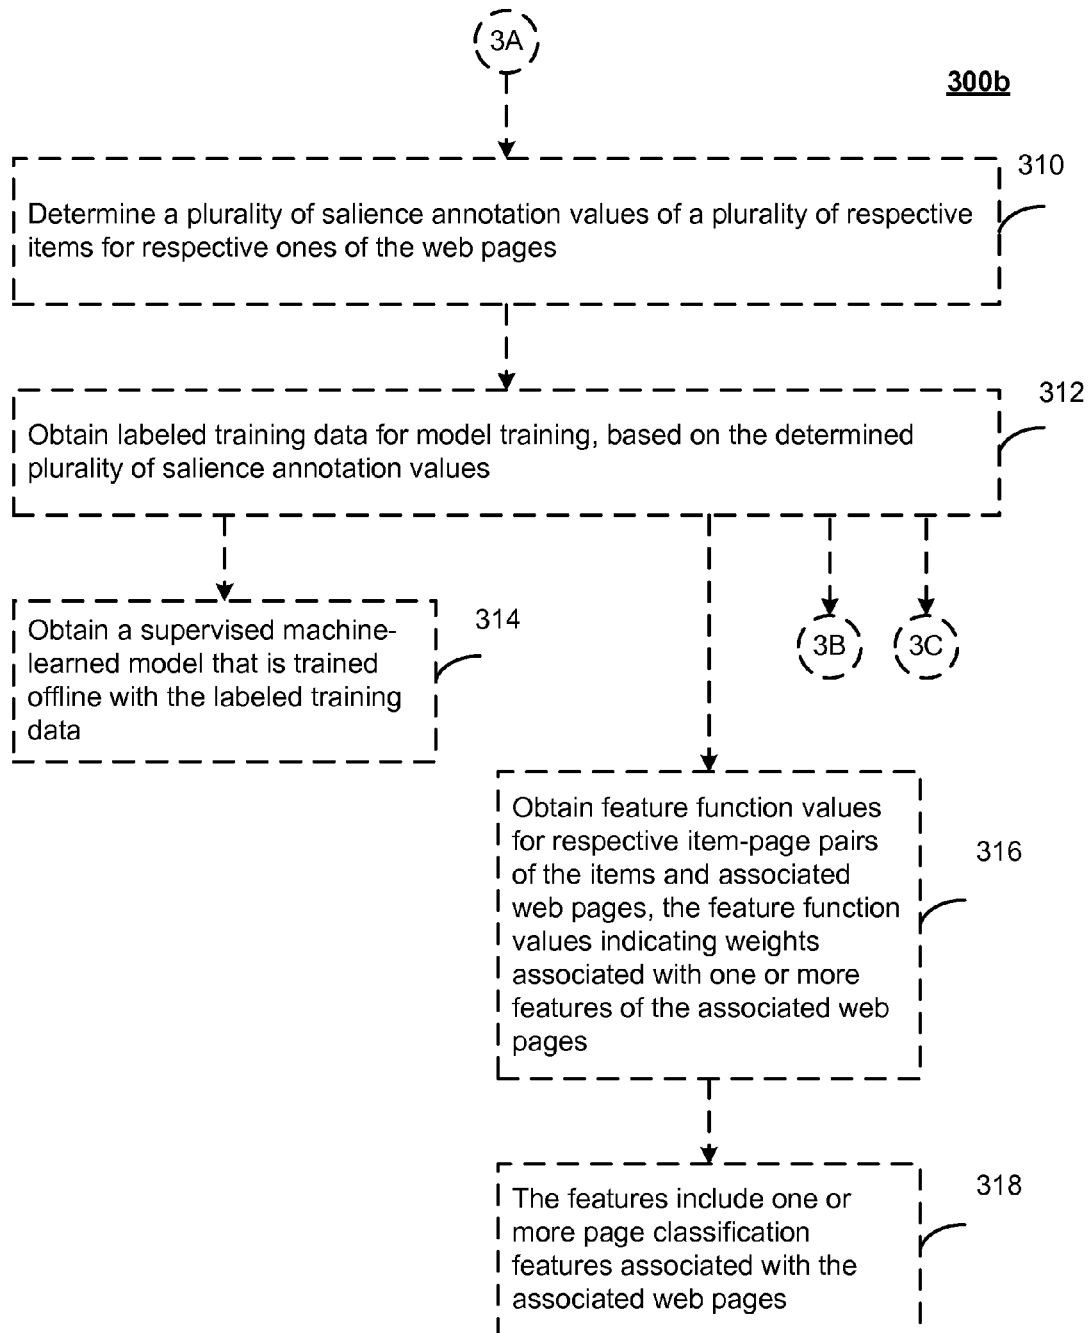 3A
300b
310
Determine a plurality of salience annotation values of a plurality of respective
items for respective ones of the web pages
312
Obtain labeled training data for model training, based on the determined
plurality of salience annotation values
314
Obtain a supervised machine-
learned model that is trained
offline with the labeled training
data
3B
3C
Obtain feature function values
for respective item-page pairs
of the items and associated
web pages, the feature function
values indicating weights
associated with one or more
features of the associated web
pages
316
The features include one or
more page classification
features associated with the
associated web pages
318